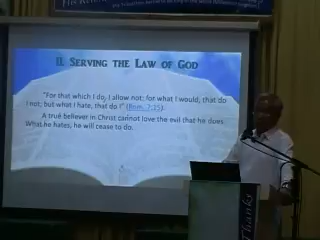 II. SERVING THE LAW OF GOD
"For that which I do, I allow not: for what I would, that do
I not; but what I hate, that do I" (Rom. 7:15).
A true believer in Christ cannot love the evil that he does.
What he hates, he will cease to do.
Thanks